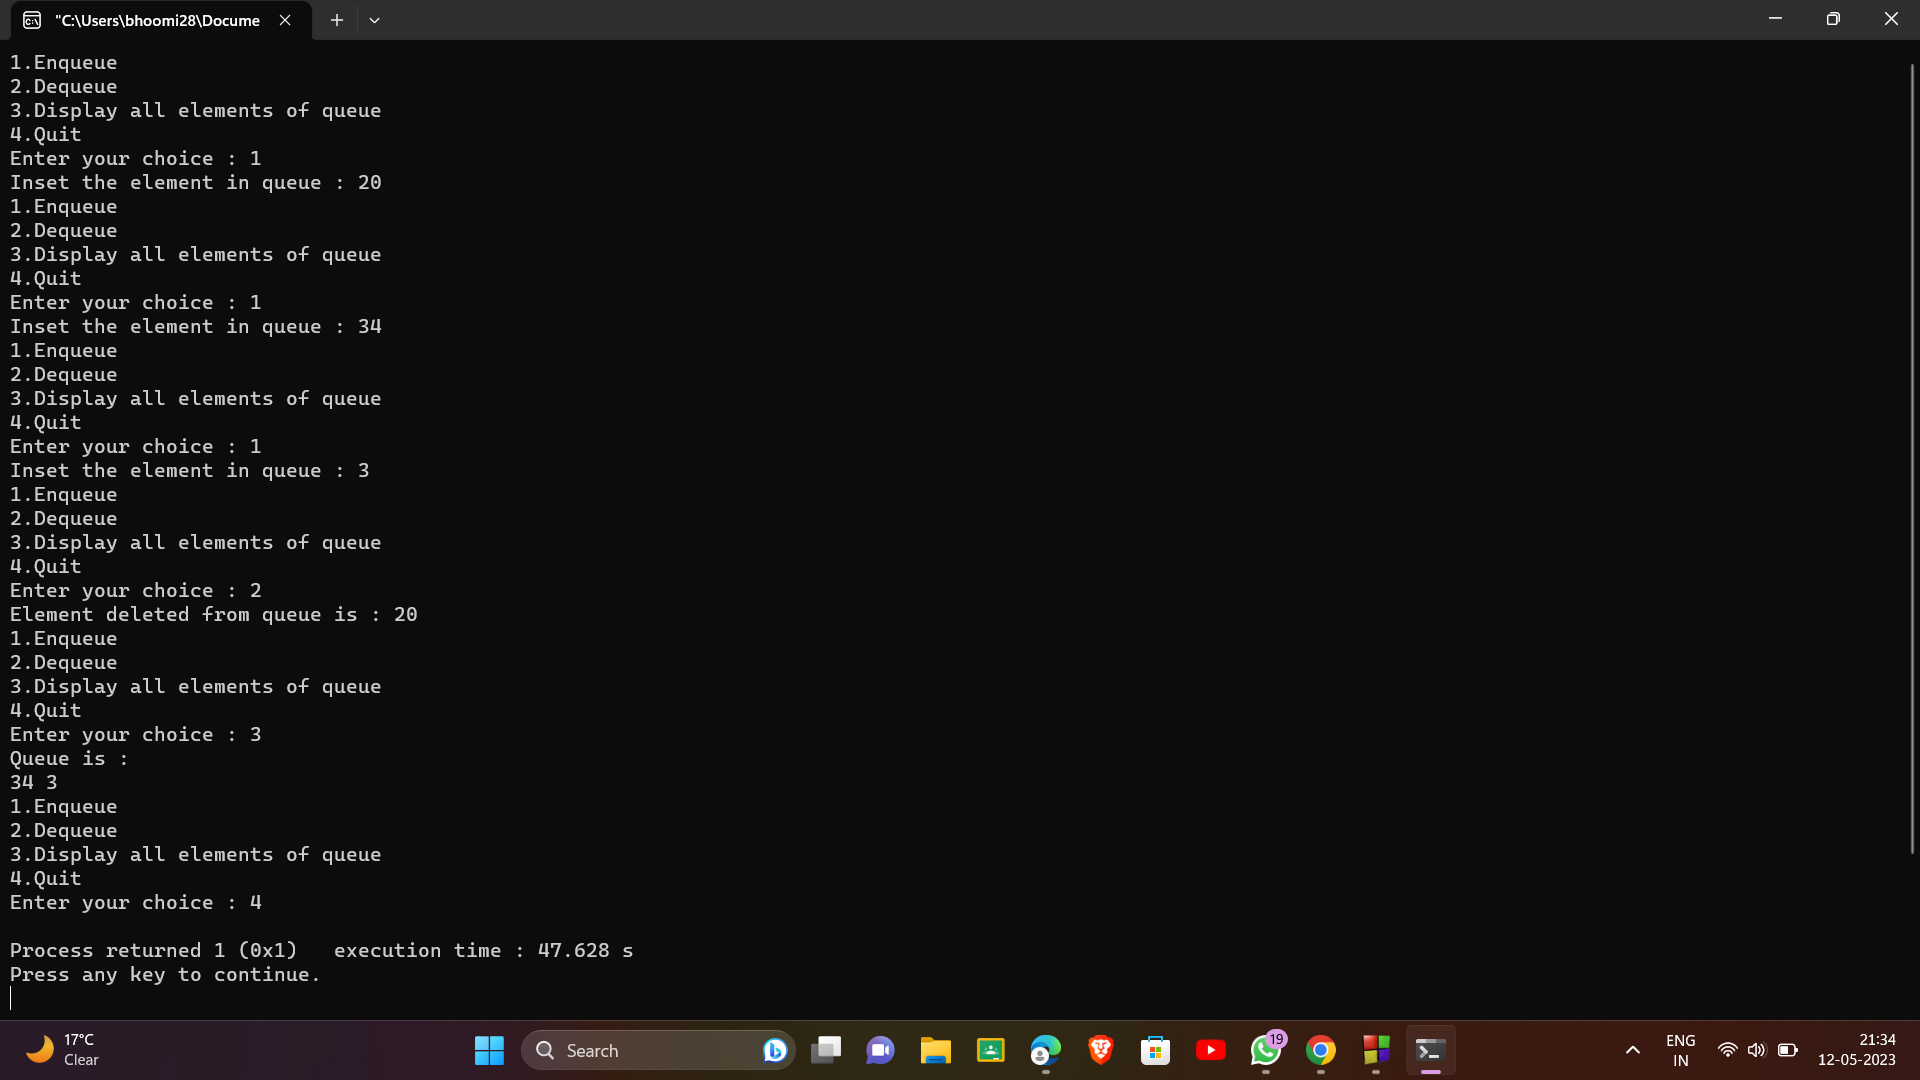 "C:\Users\bhoomi28\Docume
1.Enqueue
2.Dequeue
3.Display all elements of queue
4.Quit
Enter your choice : 1
Inset the element in queue : 20
1.Enqueue
2.Dequeue
3.Display all elements of queue
4.Quit
Enter your choice : 1
Inset the element in queue : 34
1.Enqueue
2.Dequeue
3.Display all elements of queue
4.Quit
Enter your choice : 1
Inset the element in queue : 3
1.Enqueue
2.Dequeue
3.Display all elements of queue
4.Quit
Enter your choice : 2
Element deleted from queue is : 20
1.Enqueue
2.Dequeue
3.Display all elements of queue
4.Quit
Enter your choice : 3
Queue is :
34 3
1.Enqueue
2.Dequeue
3.Display all elements of queue
4.Quit
Enter your choice : 4
Process returned 1 (0x1)   execution time : 47.628 s
Press any key to continue.
17°C
Clear
Search
19
ENG
IN
21:34
12-05-2023